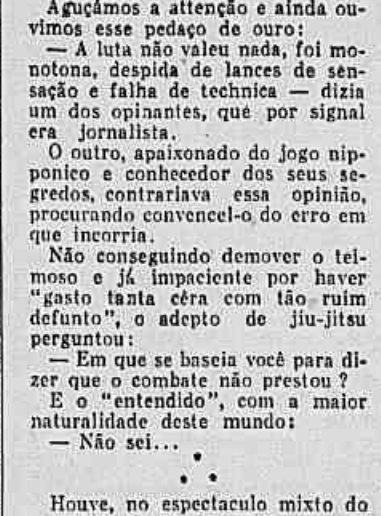 Aguçámos a attenção e ainda ou-
vimos esse pedaço de ouro:
— A luta não valeu nada, foi mo-
notona, despida de lances de sen-
sação e falha de technica — dizia
um dos opinantes, que por signal
era jornalista.
O outro, apaixonado do jogo nip-
ponico e conhecedor dos seus se-
gredos, contrariava essa opinião,
procurando convencel-o do erro em
que incorria.
Não conseguindo demover o tei-
moso e já impaciente por haver
"gasto tanta cêra com tão ruim
defunto", o adepto de jiu-jitsu
perguntou:
— Em que se baseia você para di-
zer que o combate não prestou ?
E o "entendido", com a maior
naturalidade deste mundo:
— Não sei...
*
* *
Houve, no espectaculo mixto do